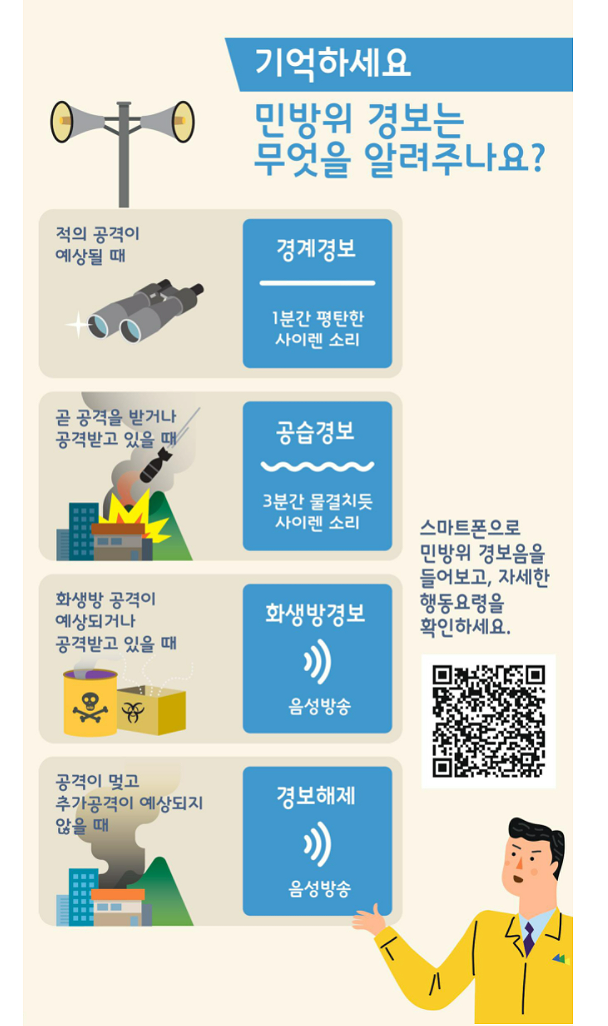 기억하세요
민방위 경보는
무엇을 알려주나요?
적의 공격이
예상될 때
경계경보
1분간 평탄한
사이렌 소리
곧 공격을 받거나
공격받고 있을 때
공습경보
3분간 물결치듯
사이렌 소리
화생방 공격이
예상되거나
공격받고 있을 때
화생방경보
음성방송
공격이 멎고
추가공격이 예상되지
않을 때
경보해제
음성방송
스마트폰으로
민방위 경보음을
들어보고, 자세한
행동요령을
확인하세요.